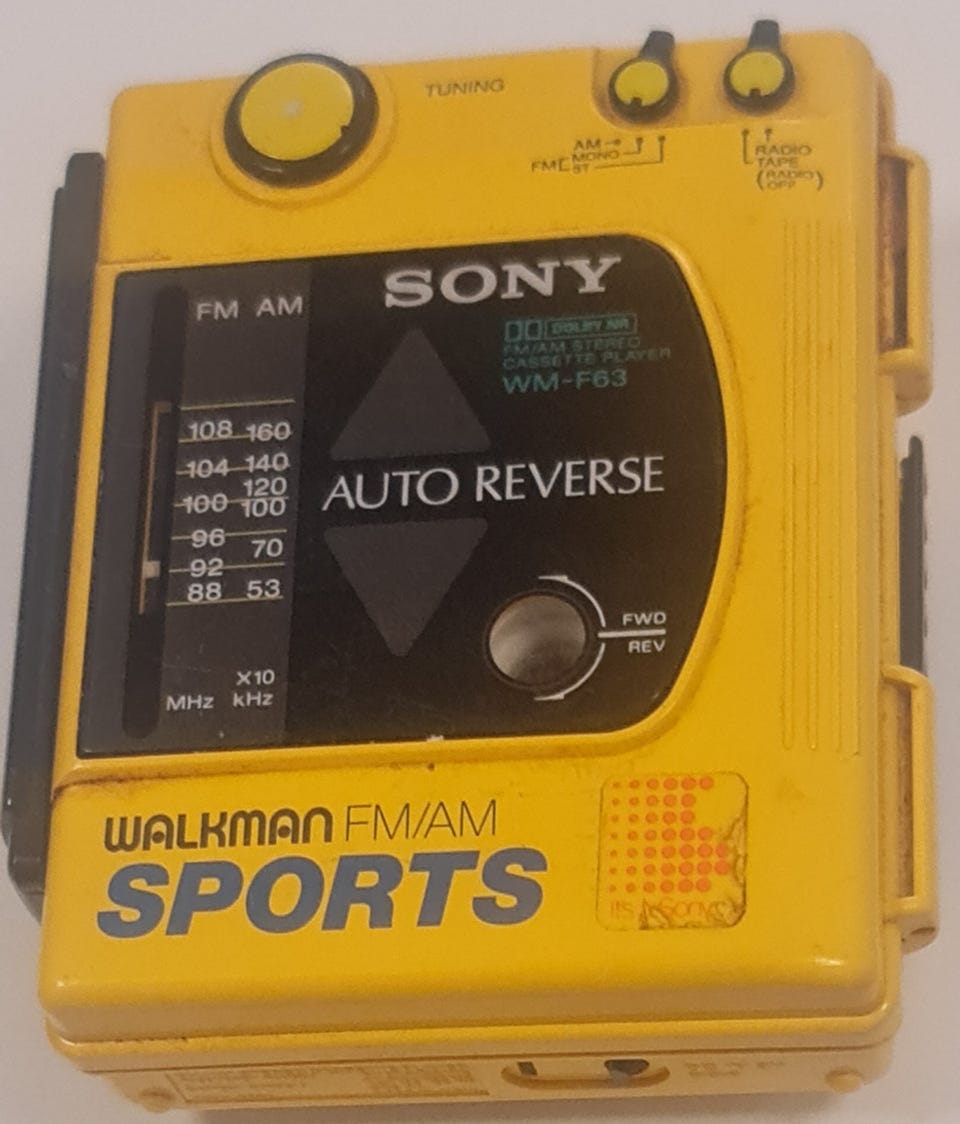 TUNING
AM
FM MONO
ST
RADIO
TAPE
(RADIO OFF)
SONY
DOLBY NR
FM/AM STEREO
CASSETTE PLAYER
WM-F63
FM AM
108 160
104 140
120
100 100
96
70
92
88 53
AUTO REVERSE
FWD
REV
X10
MHz kHz
WALKMAN FM/AM
SPORTS
It's A Sony